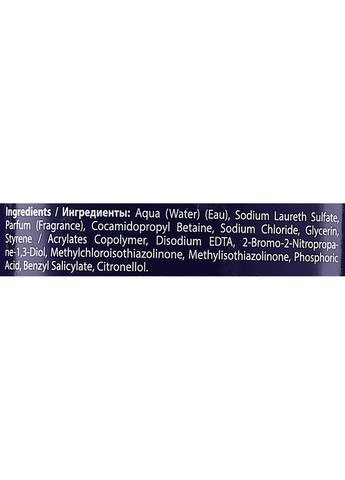 Ingredients / Ингредиенты: Aqua (Water) (Eau), Sodium Laureth Sulfate,
Parfum (Fragrance), Cocamidopropyl Betaine, Sodium Chloride, Glycerin,
Styrene / Acrylates Copolymer, Disodium EDTA, 2-Bromo-2-Nitropropa-
ne-1,3-Diol, Methylchloroisothiazolinone, Methylisothiazolinone, Phosphoric
Acid, Benzyl Salicylate, Citronellol.